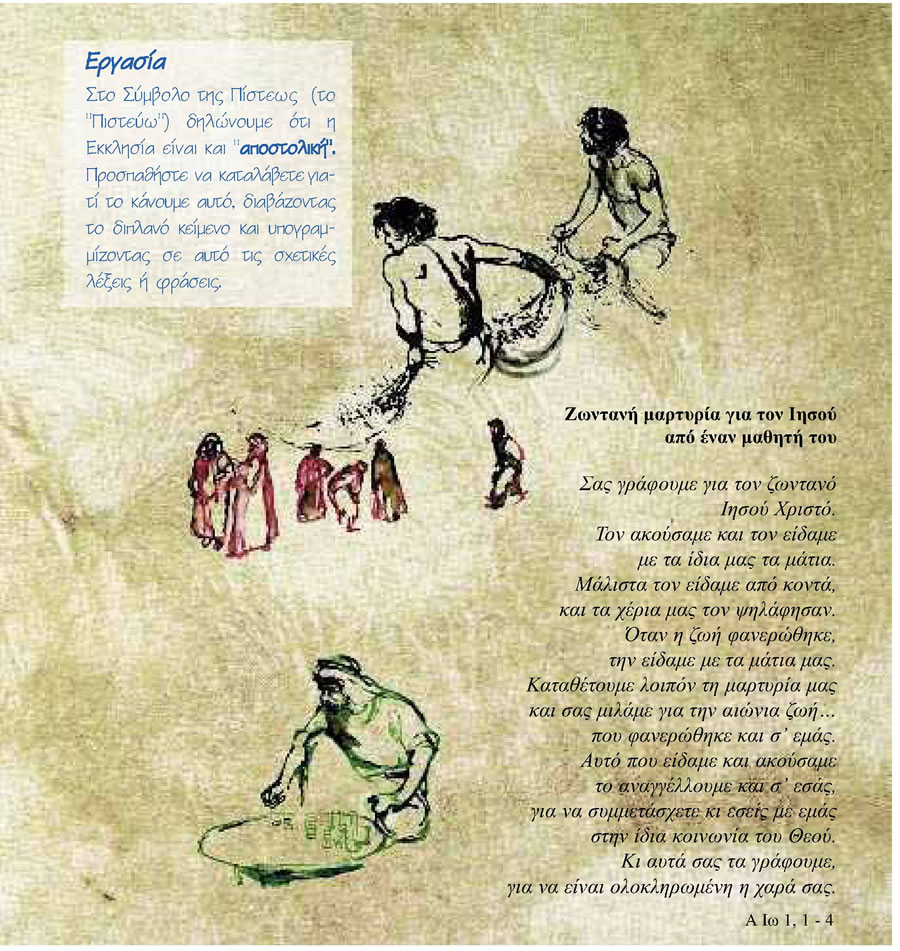 Εργασία
Στο Σύμβολο της Πίστεως (το
"Πιστεύω") δηλώνουμε ότι η
Εκκλησία είναι και "αποστολική".
Προσπαθήστε να καταλάβετε για-
τί το κάνουμε αυτό, διαβάζοντας
το διπλανό κείμενο και υπογραμ-
μίζοντας σε αυτό τις σχετικές
λέξεις ή φράσεις.
Ζωντανή μαρτυρία για τον Ιησού
από έναν μαθητή του
Σας γράφουμε για τον ζωντανό
Ιησού Χριστό.
Τον ακούσαμε και τον είδαμε
με τα ίδια μας τα μάτια.
Μάλιστα τον είδαμε από κοντά,
και τα χέρια μας τον ψηλάφησαν.
Όταν η ζωή φανερώθηκε,
την είδαμε με τα μάτια μας.
Καταθέτουμε λοιπόν τη μαρτυρία μας
και σας μιλάμε για την αιώνια ζωή...
που φανερώθηκε και σ' εμάς.
Αυτό που είδαμε και ακούσαμε
το αναγγέλλουμε και σ' εσάς,
για να συμμετάσχετε κι εσείς με εμάς
στην ίδια κοινωνία του Θεού.
Κι αυτά σας τα γράφουμε,
για να είναι ολοκληρωμένη η χαρά σας.
Α Ιω 1, 1 - 4